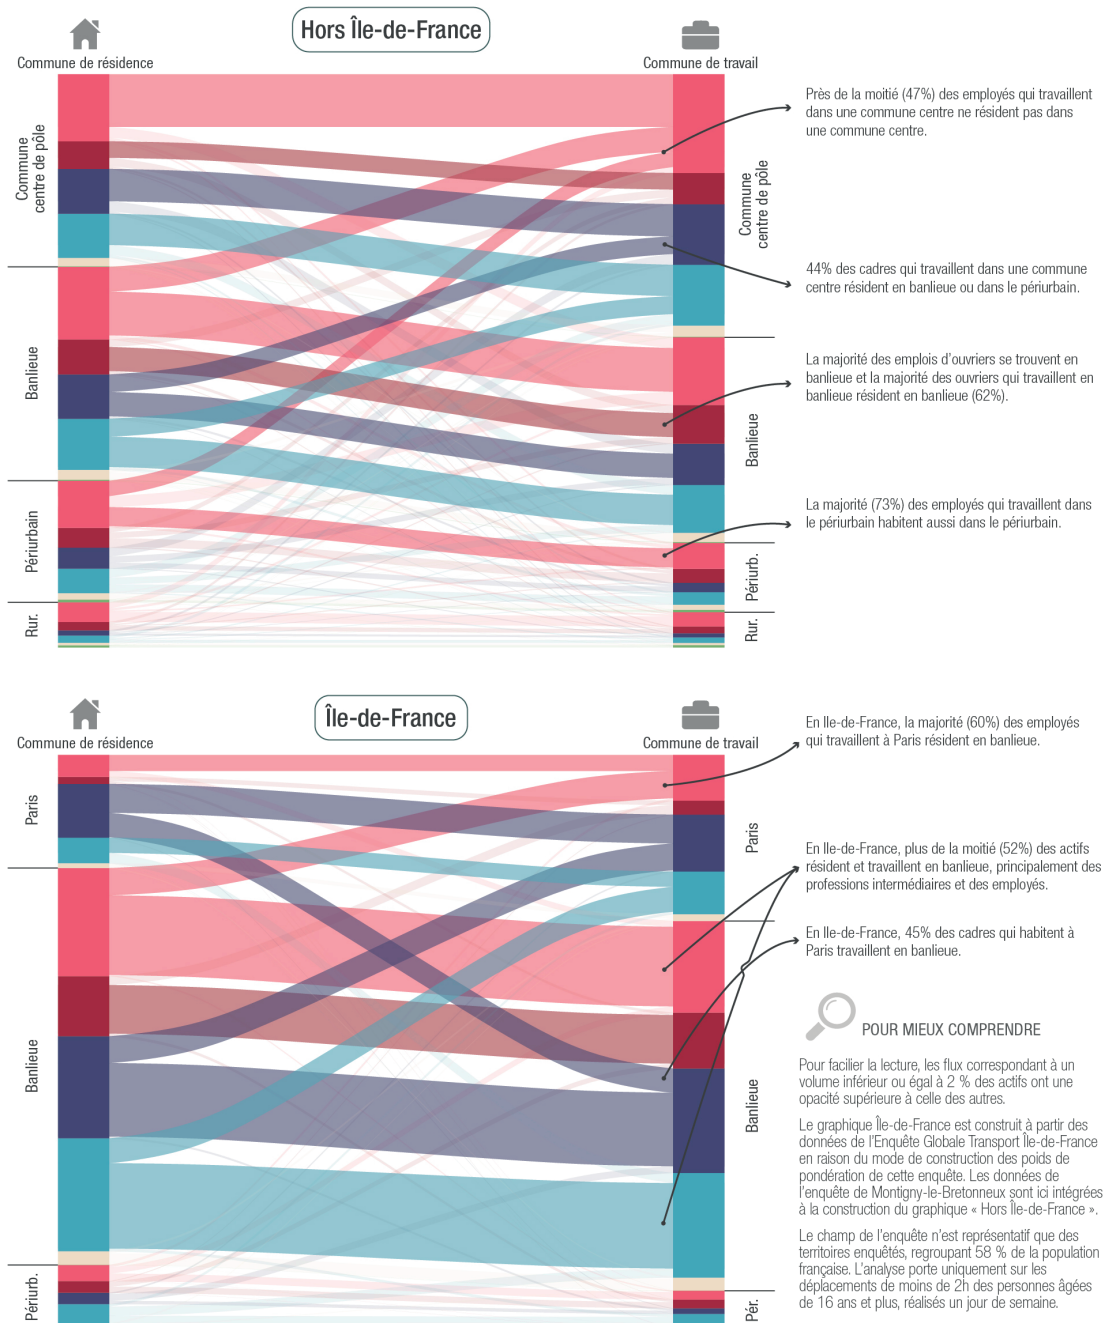 Hors Île-de-France
Commune de résidence
Commune de travail
Commune
centre de pôle
Banlieue
Périurbain
Rur.
Commune
centre de pôle
Banlieue
Périurb.
Rur.
Près de la moitié (47%) des employés qui travaillent
dans une commune centre ne résident pas dans
une commune centre.
44% des cadres qui travaillent dans une commune
centre résident en banlieue ou dans le périurbain.
La majorité des emplois d’ouvriers se trouvent en
banlieue et la majorité des ouvriers qui travaillent en
banlieue résident en banlieue (62%).
La majorité (73%) des employés qui travaillent dans
le périurbain habitent aussi dans le périurbain.
Île-de-France
Commune de résidence
Commune de travail
Paris
Banlieue
Périurb.
Paris
Banlieue
Pér.
En Ile-de-France, la majorité (60%) des employés
qui travaillent à Paris résident en banlieue.
En Ile-de-France, plus de la moitié (52%) des actifs
résident et travaillent en banlieue, principalement des
professions intermédiaires et des employés.
En Ile-de-France, 45% des cadres qui habitent à
Paris travaillent en banlieue.
POUR MIEUX COMPRENDRE
Pour facilier la lecture, les flux correspondant à un
volume inférieur ou égal à 2 % des actifs ont une
opacité supérieure à celle des autres.
Le graphique Île-de-France est construit à partir des
données de l’Enquête Globale Transport Île-de-France
en raison du mode de construction des poids de
pondération de cette enquête. Les données de
l’enquête de Montigny-le-Bretonneux sont ici intégrées
à la construction du graphique « Hors Île-de-France ».
Le champ de l’enquête n’est représentatif que des
territoires enquêtés, regroupant 58 % de la population
française. L’analyse porte uniquement sur les
déplacements de moins de 2h des personnes âgées
de 16 ans et plus, réalisés un jour de semaine.